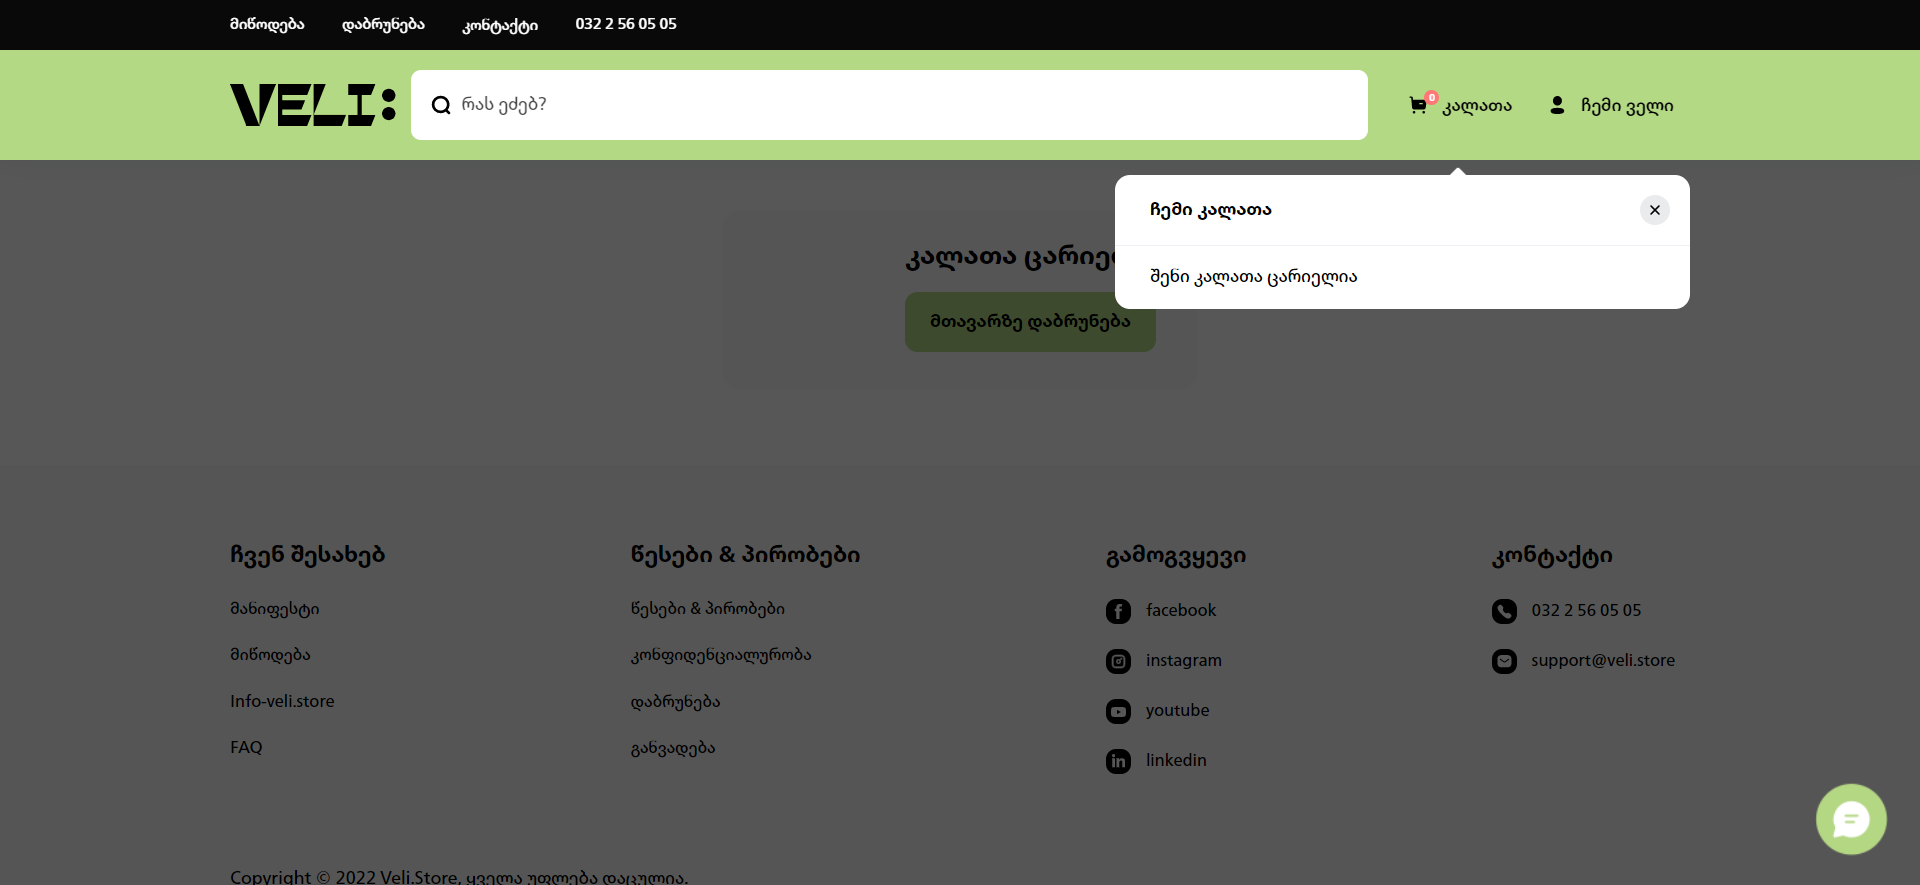 მიწოდება
დაბრუნება
კონტაქტი
032 2 56 05 05
VELI:
რას ეძებ?
0
კალათა
ჩემი ველი
ჩემი კალათა
შენი კალათა ცარიელია
კალათა
მთავარზე დაბრუნება
ჩვენ შესახებ
მანიფესტი
მიწოდება
Info-veli.store
FAQ
წესები & პირობები
წესები & პირობები
კონფიდენციალურობა
დაბრუნება
განვადება
გამოგვყევი
facebook
instagram
youtube
linkedin
კონტაქტი
032 2 56 05 05
support@veli.store
Copyright © 2022 Veli.Store, ყველა უფლება დაცულია.